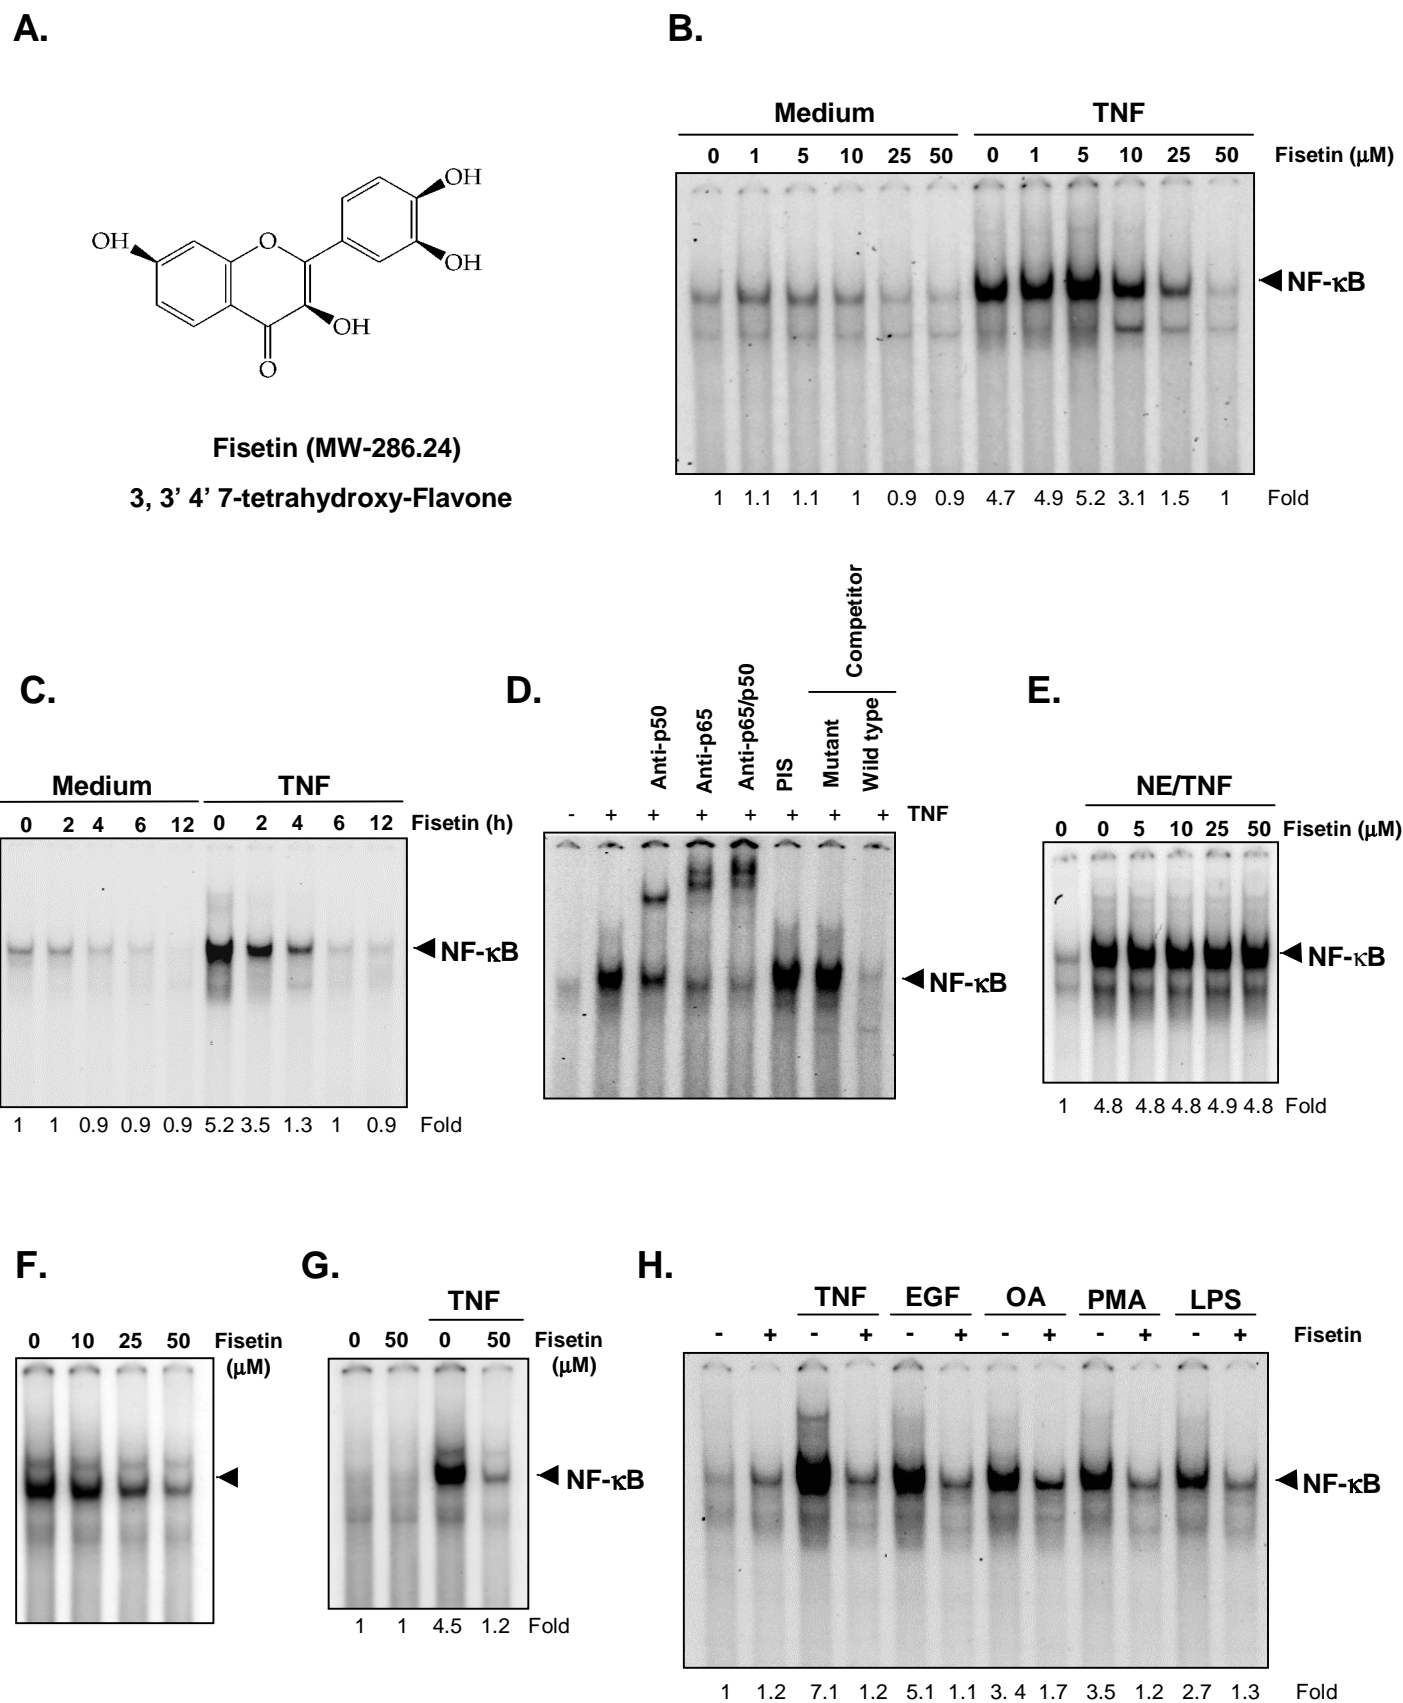 A.
OH
O
OH
OH
OH
O
Fisetin (MW-286.24)
3, 3’ 4’ 7-tetrahydroxy-Flavone
B.
Medium TNF
0 1 5 10 25 50 0 1 5 10 25 50 Fisetin (μM)
NF-κB
1 1.1 1.1 1 0.9 0.9 4.7 4.9 5.2 3.1 1.5 1 Fold
C.
Medium TNF
0 2 4 6 12 0 2 4 6 12 Fisetin (h)
NF-κB
1 1 0.9 0.9 0.9 5.2 3.5 1.3 1 0.9 Fold
D.
Competitor
Anti-p50 Anti-p65 Anti-p65/p50 PIS Mutant Wild type
- + + + + + + + TNF
NF-κB
E.
NE/TNF
0 0 5 10 25 50 Fisetin (μM)
NF-κB
1 4.8 4.8 4.8 4.9 4.8 Fold
F.
0 10 25 50 Fisetin
(μM)
G.
TNF
0 50 0 50 Fisetin
(μM)
NF-κB
1 1 4.5 1.2 Fold
H.
TNF EGF OA PMA LPS
- + - + - + - + - + - + Fisetin
NF-κB
1 1.2 7.1 1.2 5.1 1.1 3. 4 1.7 3.5 1.2 2.7 1.3 Fold